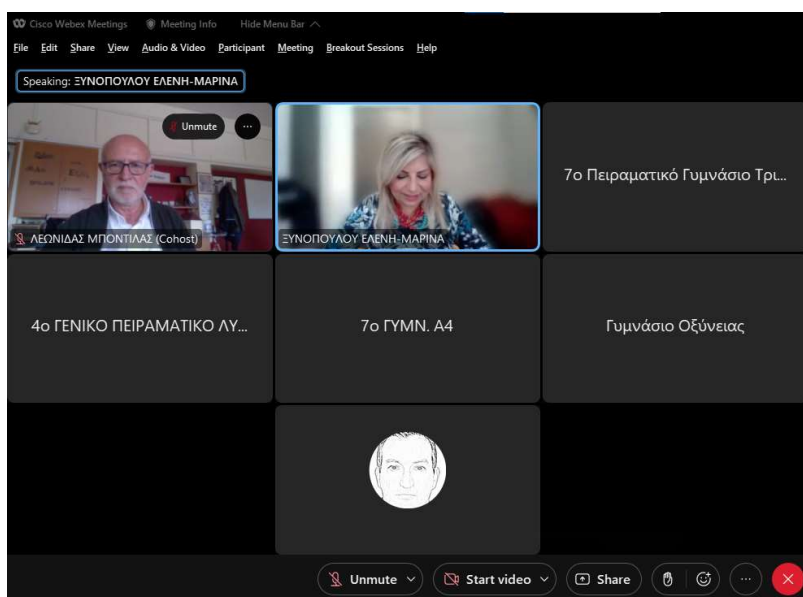 Cisco Webex Meetings Meeting Info Hide Menu Bar
File Edit Share View Audio & Video Participant Meeting Breakout Sessions Help
Speaking: ΞΥΝΟΠΟΥΛΟΥ ΕΛΕΝΗ-ΜΑΡΙΝΑ
Unmute
ΛΕΩΝΙΔΑΣ ΜΠΟΝΤΙΛΑΣ (Cohost)
ΞΥΝΟΠΟΥΛΟΥ ΕΛΕΝΗ-ΜΑΡΙΝΑ
7ο Πειραματικό Γυμνάσιο Τρι...
4ο ΓΕΝΙΚΟ ΠΕΙΡΑΜΑΤΙΚΟ ΛΥ...
7ο ΓΥΜΝ. Α4
Γυμνάσιο Οξύνειας
Unmute Start video Share